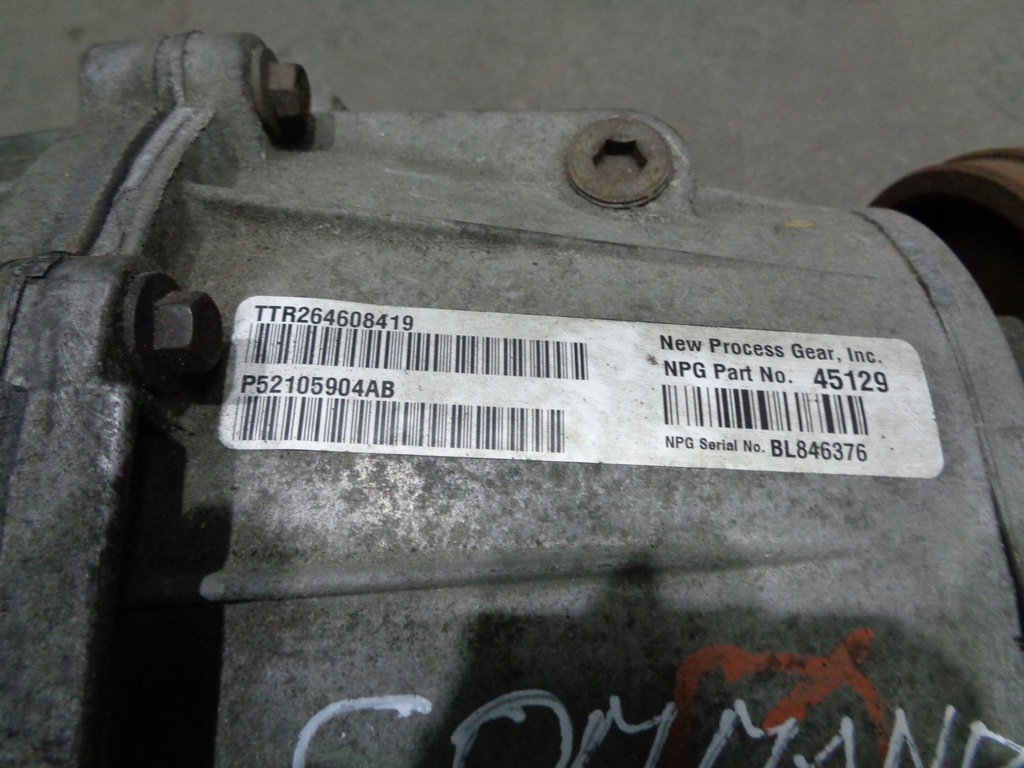 TTR264608419
P52105904AB
New Process Gear, Inc.
NPG Part No. 45129
NPG Serial No. BL846376